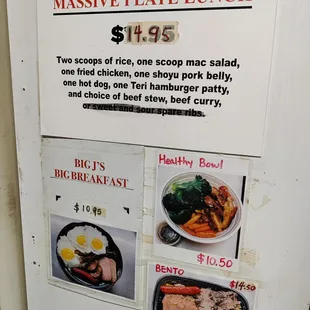 MASSIVE PLATE LUNCH
$14.95
Two scoops of rice, one scoop mac salad,
one fried chicken, one shoyu pork belly,
one hot dog, one Teri hamburger patty,
and choice of beef stew, beef curry,
or sweet and sour spare ribs.
BIG J'S
BIG BREAKFAST
$10.95
Healthy Bowl
$10.50
BENTO
$14.50